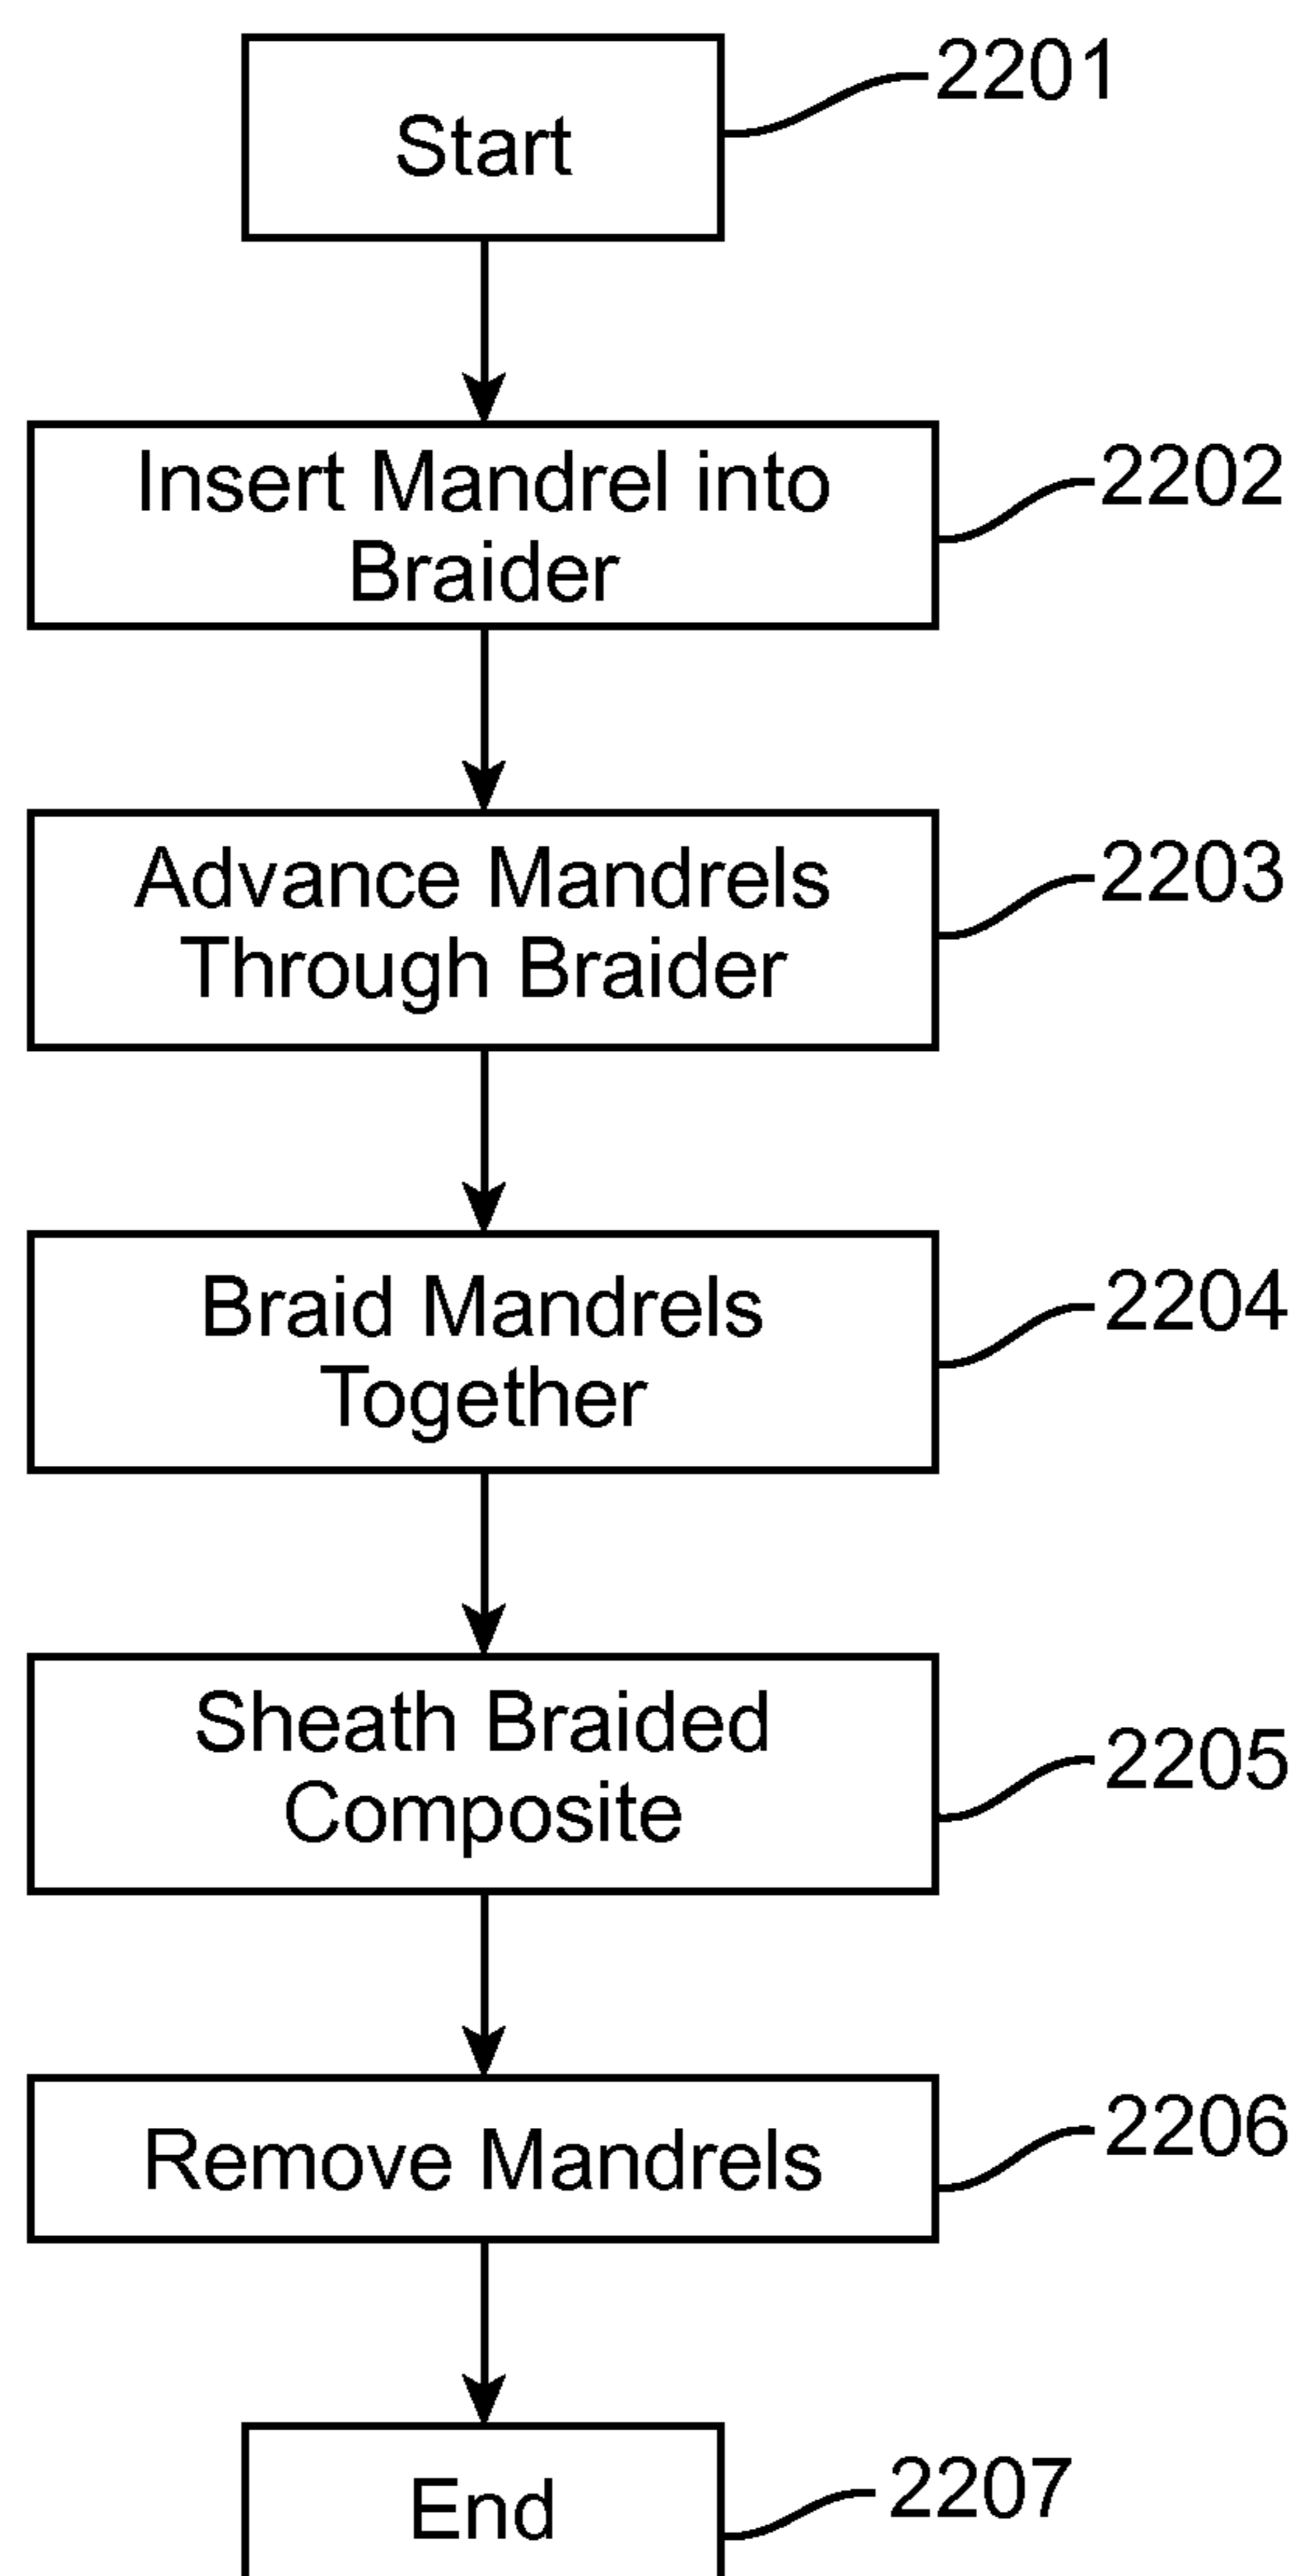 Start
2201
Insert Mandrel into
Braider
2202
Advance Mandrels
Through Braider
2203
Braid Mandrels
Together
2204
Sheath Braided
Composite
2205
Remove Mandrels
2206
End
2207